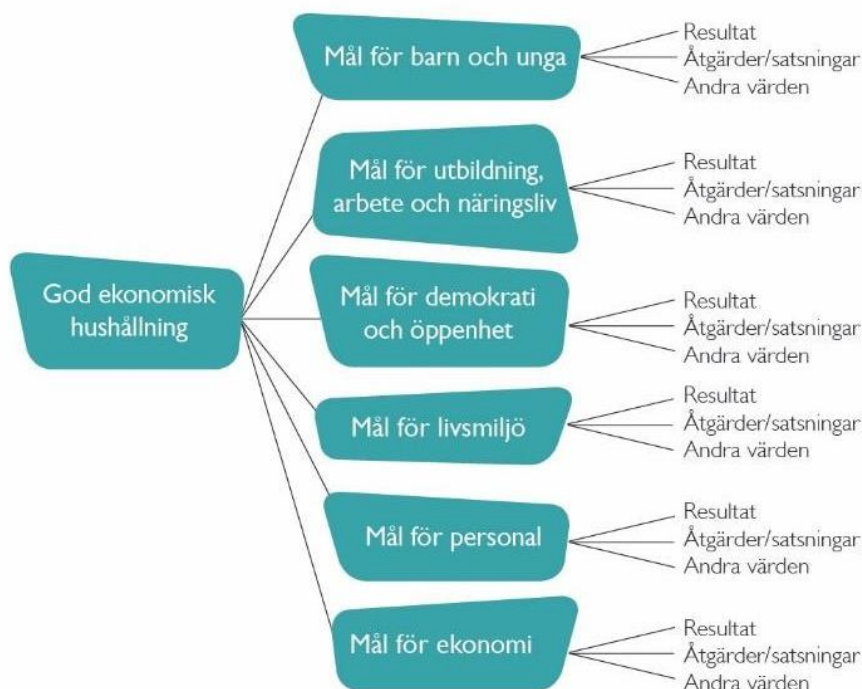 God ekonomisk
hushållning
Mål för barn och unga
Resultat
Åtgärder/satsningar
Andra värden
Mål för utbildning,
arbete och näringsliv
Resultat
Åtgärder/satsningar
Andra värden
Mål för demokrati
och öppenhet
Resultat
Åtgärder/satsningar
Andra värden
Mål för livsmiljö
Resultat
Åtgärder/satsningar
Andra värden
Mål för personal
Resultat
Åtgärder/satsningar
Andra värden
Mål för ekonomi
Resultat
Åtgärder/satsningar
Andra värden